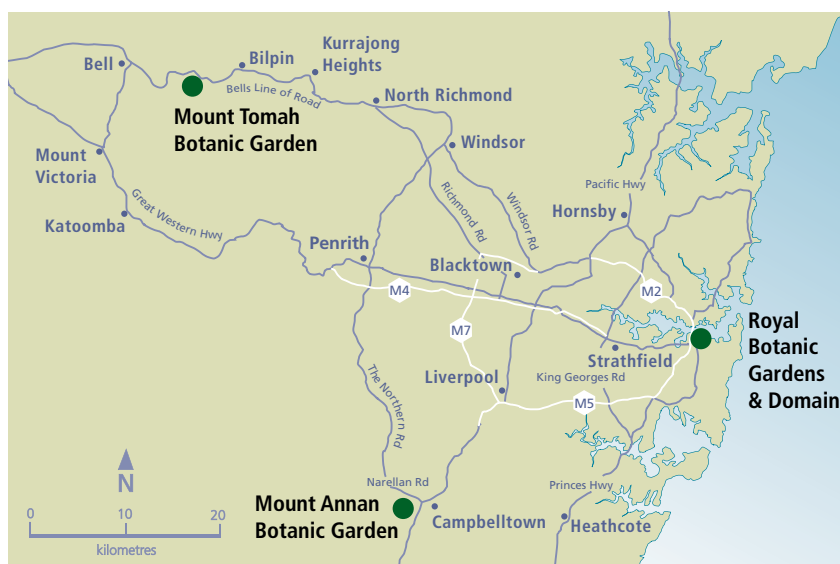 Bell
Bilpin
Kurrajong
Heights
Bells Line of Road
North Richmond
Mount Tomah
Botanic Garden
Windsor
Mount
Victoria
Richmond Rd
Windsor Rd
Pacific Hwy
Great Western Hwy
Katoomba
Hornsby
Penrith
Blacktown
M4
M2
M7
Royal
Botanic
Gardens
& Domain
Strathfield
The Northern Rd
Liverpool
King Georges Rd
M5
N
Narellan Rd
Princes Hwy
Mount Annan
Botanic Garden
Campbelltown
Heathcote
0 10 20
kilometres